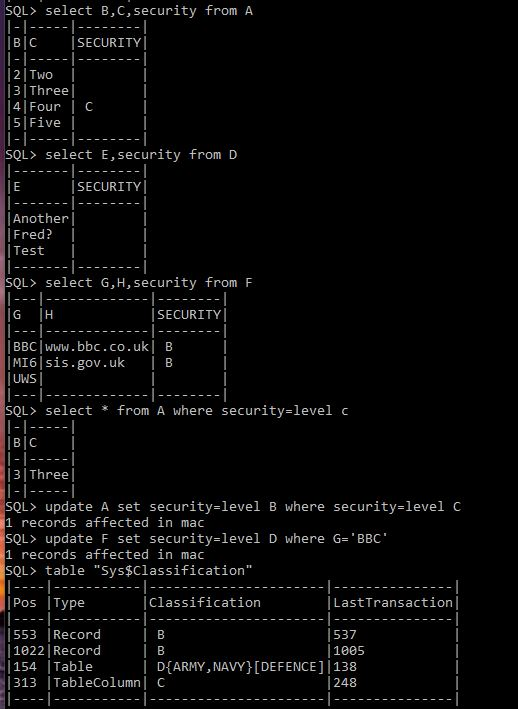 SQL> select B,C,security from A
|-|-----|--------|
|B|C    |SECURITY|
|-|-----|--------|
|2|Two  |        |
|3|Three|        |
|4|Four | C      |
|5|Five |        |
|-|-----|--------|
SQL> select E,security from D
|-------|--------|
|E      |SECURITY|
|-------|--------|
|Another|        |
|Fred?  |        |
|Test   |        |
|-------|--------|
SQL> select G,H,security from F
|---|-------------|--------|
|G  |H            |SECURITY|
|---|-------------|--------|
|BBC|www.bbc.co.uk| B      |
|MI6|sis.gov.uk   | B      |
|UWS|             |        |
|---|-------------|--------|
SQL> select * from A where security=level c
|-|-----|
|B|C    |
|-|-----|
|3|Three|
|-|-----|
SQL> update A set security=level B where security=level C
1 records affected in mac
SQL> update F set security=level D where G='BBC'
1 records affected in mac
SQL> table "Sys$Classification"
|----|-----------|----------------------|---------------|
|Pos |Type       |Classification        |LastTransaction|
|----|-----------|----------------------|---------------|
|553 |Record     | B                    |537            |
|1022|Record     | B                    |1005           |
|154 |Table      | D{ARMY,NAVY}[DEFENCE]|138            |
|313 |TableColumn| C                    |248            |
|----|-----------|----------------------|---------------|